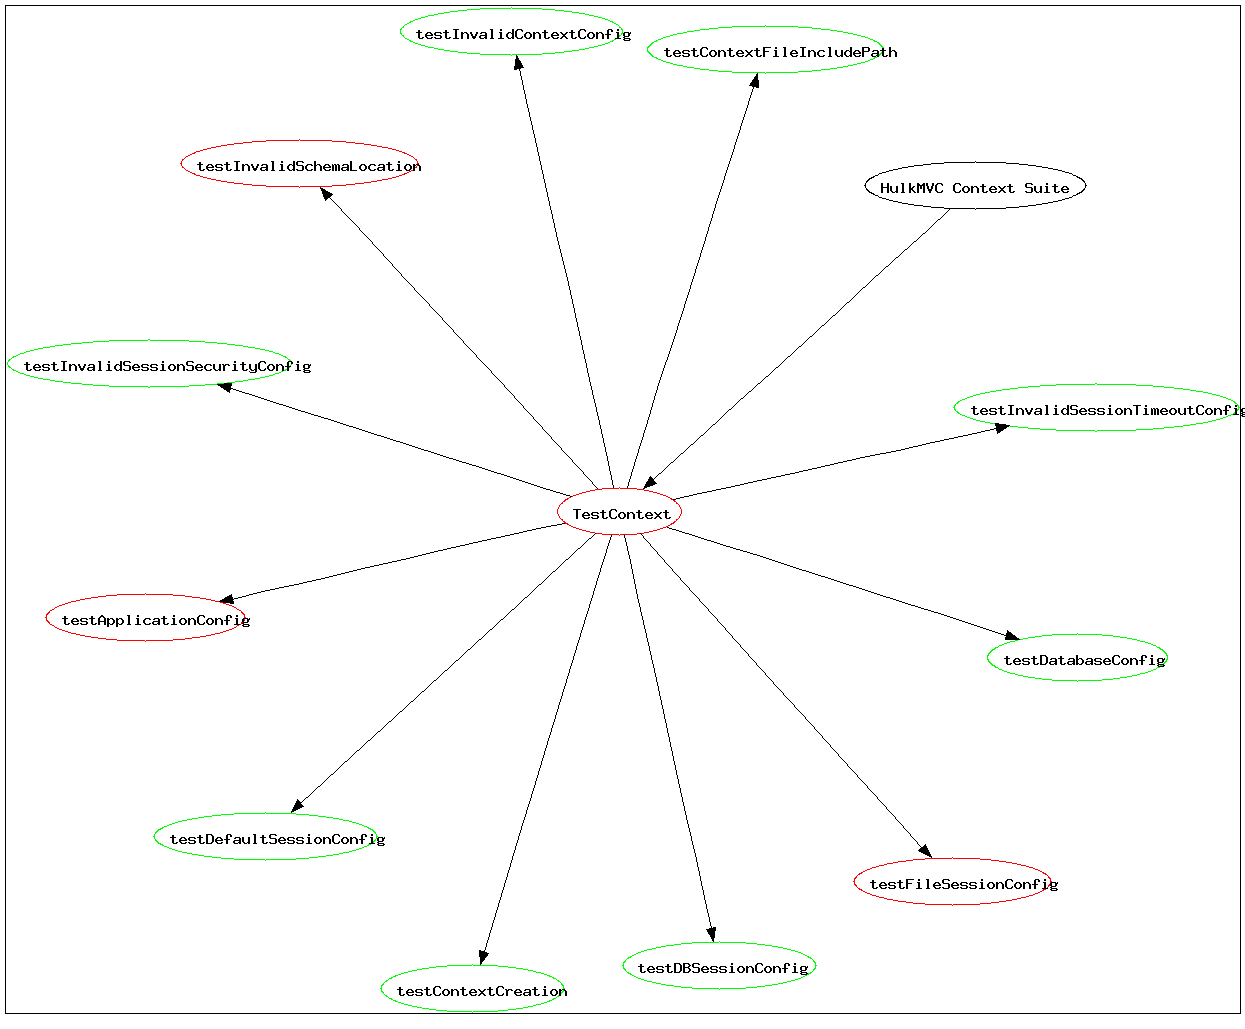 testInvalidContextConfig
testContextFileIncludePath
testInvalidSchemaLocation
HulkMVC Context Suite
testInvalidSessionSecurityConfig
testInvalidSessionTimeoutConfig
TestContext
testApplicationConfig
testDatabaseConfig
testDefaultSessionConfig
testFileSessionConfig
testDBSessionConfig
testContextCreation